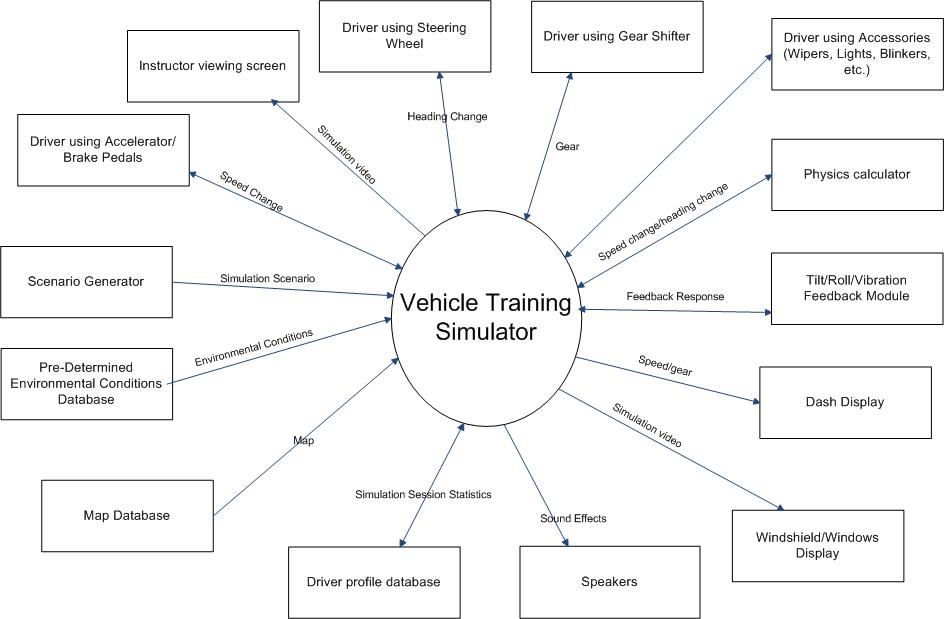 Driver using Steering
Wheel
Driver using Gear Shifter
Driver using Accessories
(Wipers, Lights, Blinkers,
etc.)
Instructor viewing screen
Heading Change
Simulation video
Gear
Driver using Accelerator/
Brake Pedals
Speed Change
Physics calculator
Speed change/heading change
Scenario Generator
Simulation Scenario
Vehicle Training
Simulator
Feedback Response
Tilt/Roll/Vibration
Feedback Module
Pre-Determined
Environmental Conditions
Database
Environmental Conditions
Speed/gear
Dash Display
Simulation video
Map
Map Database
Simulation Session Statistics
Sound Effects
Windshield/Windows
Display
Driver profile database
Speakers